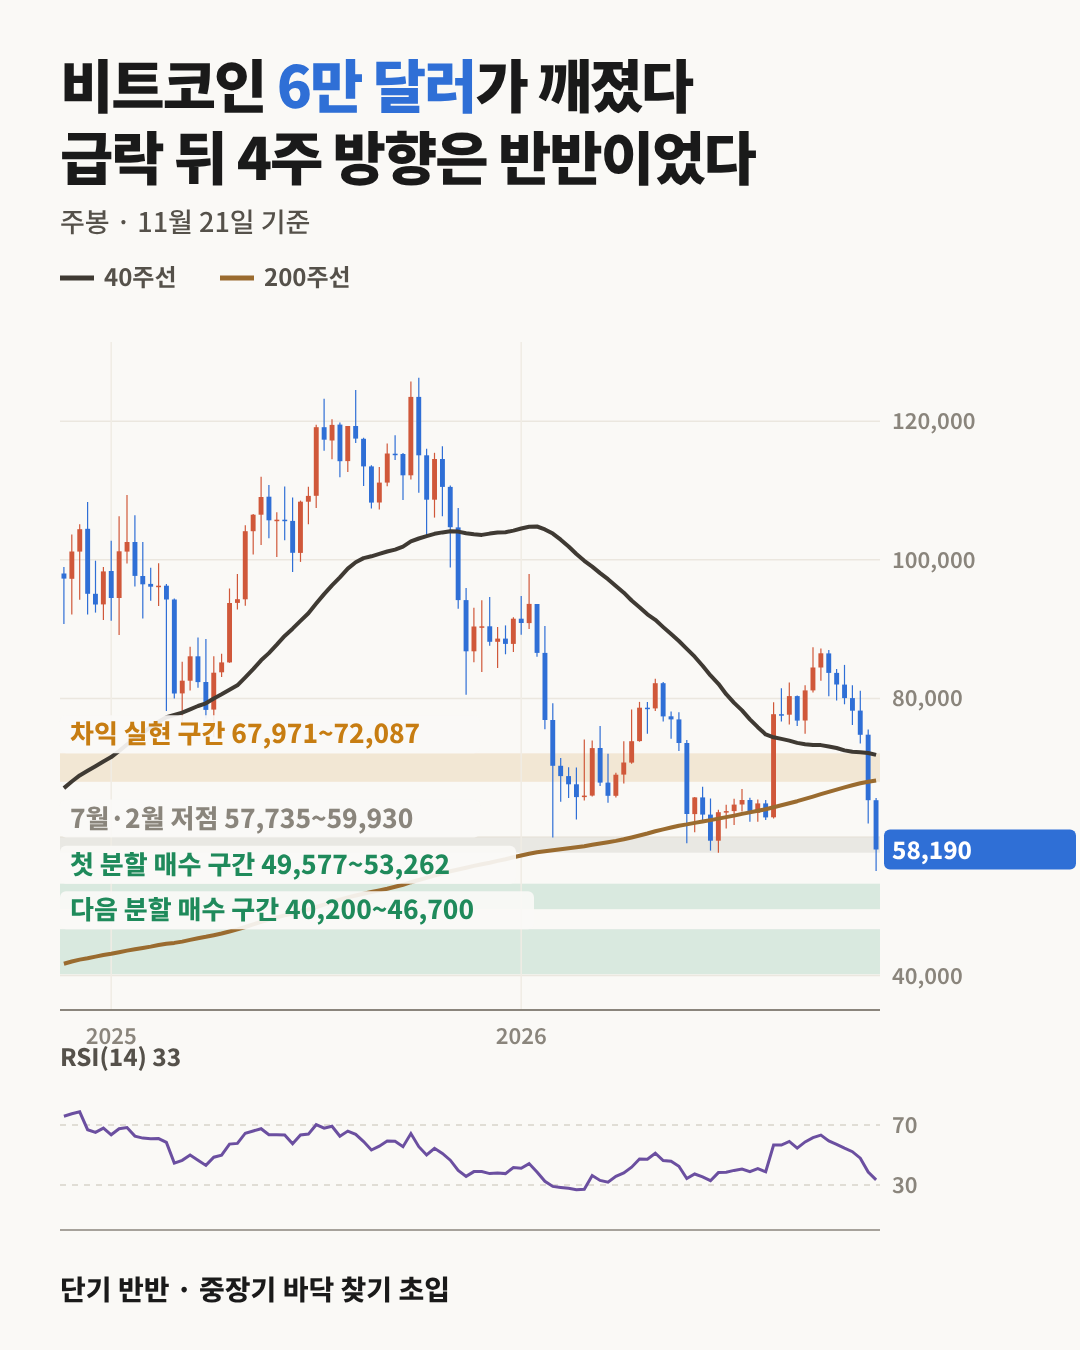 비트코인 6만 달러가 깨졌다
급락 뒤 4주 방향은 반반이었다
주봉 · 11월 21일 기준
40주선
200주선
120,000
100,000
80,000
차익 실현 구간 67,971~72,087
7월·2월 저점 57,735~59,930
58,190
첫 분할 매수 구간 49,577~53,262
다음 분할 매수 구간 40,200~46,700
40,000
2025
2026
RSI(14) 33
70
30
단기 반반 · 중장기 바닥 찾기 초입